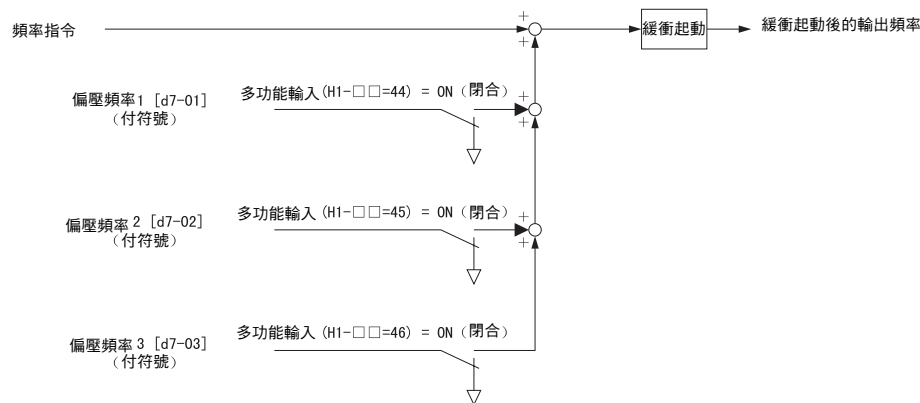 頻率指令
緩衝起動
緩衝起動後的輸出頻率
+
+
偏壓頻率1 [d7-01]
(付符號)
多功能輸入(H1-□□=44) = ON (閉合)
+
+
偏壓頻率2 [d7-02]
(付符號)
多功能輸入(H1-□□=45) = ON (閉合)
+
+
偏壓頻率3 [d7-03]
(付符號)
多功能輸入(H1-□□=46) = ON (閉合)